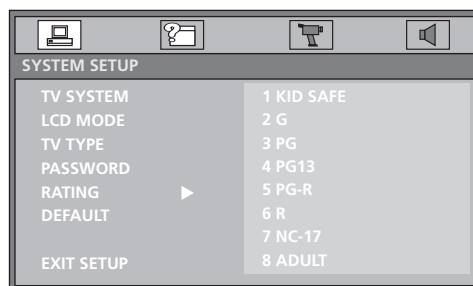 SYSTEM SETUP
TV SYSTEM
LCD MODE
TV TYPE
PASSWORD
RATING
DEFAULT
EXIT SETUP
1 KID SAFE
2 G
3 PG
4 PG13
5 PG-R
6 R
7 NC-17
8 ADULT